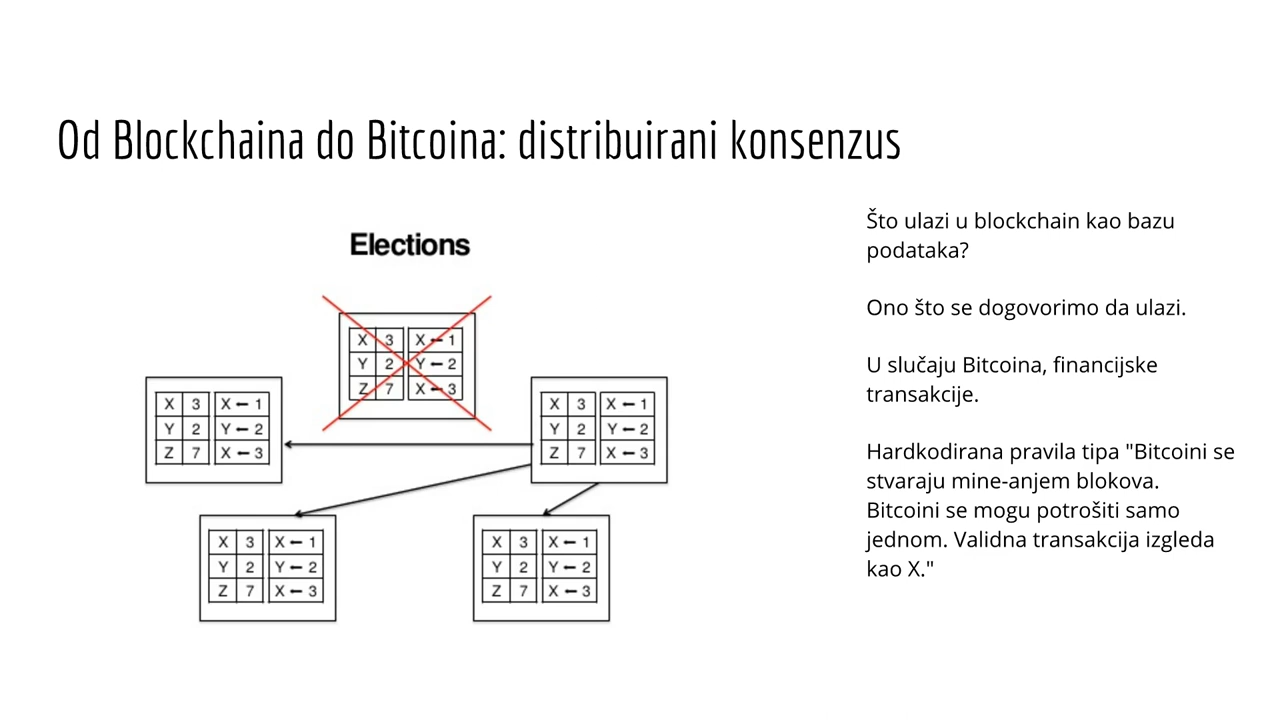 Od Blockchaina do Bitcoina: distribuirani konsenzus
Elections
X 3 X ← 1
Y 2 Y ← 2
Z 7 X ← 3
X 3 X ← 1
Y 2 Y ← 2
Z 7 X ← 3
X 3 X ← 1
Y 2 Y ← 2
Z 7 X ← 3
X 3 X ← 1
Y 2 Y ← 2
Z 7 X ← 3
X 3 X ← 1
Y 2 Y ← 2
Z 7 X ← 3
Što ulazi u blockchain kao bazu
podataka?
Ono što se dogovorimo da ulazi.
U slučaju Bitcoina, financijske
transakcije.
Hardkodirana pravila tipa "Bitcoini se
stvaraju mine-anjem blokova.
Bitcoini se mogu potrošiti samo
jednom. Validna transakcija izgleda
kao X."